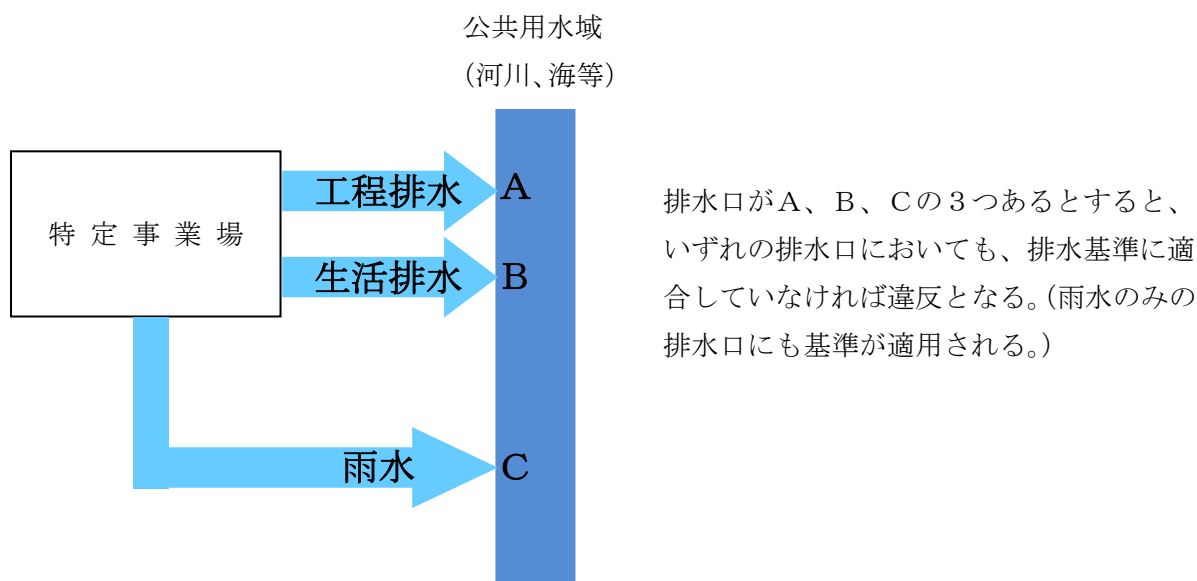 公共用水域
（河川、海等）
特定事業場
工程排水
A
生活排水
B
雨水
C
排水口がＡ、Ｂ、Ｃの３つあるとすると、
いずれの排水口においても、排水基準に適
合していなければ違反となる。（雨水のみの
排水口にも基準が適用される。）